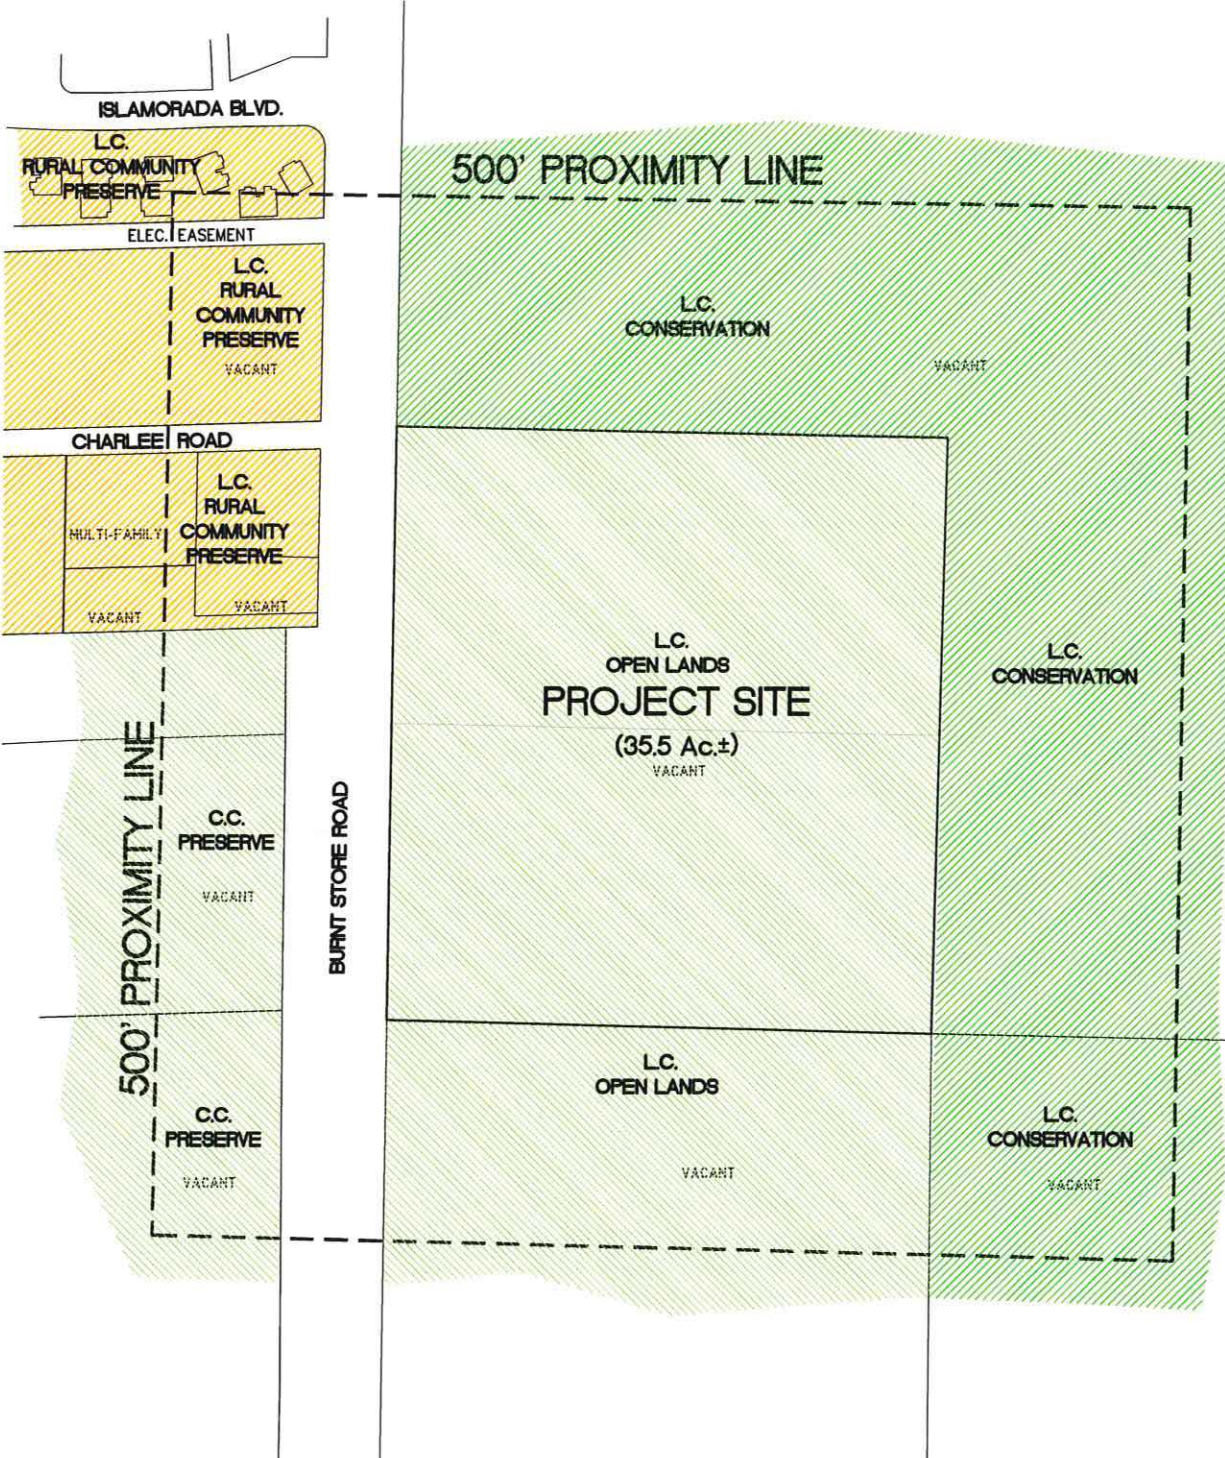 ISLAMORADA BLVD.
L.C.
RURAL COMMUNITY
PRESERVE
500' PROXIMITY LINE
ELEC. EASEMENT
L.C.
RURAL
COMMUNITY
PRESERVE
VACANT
L.C.
CONSERVATION
VACANT
CHARLEE ROAD
L.C.
RURAL
COMMUNITY
PRESERVE
MULTI-FAMILY
VACANT
VACANT
L.C.
OPEN LANDS
PROJECT SITE
(35.5 Ac.±)
VACANT
L.C.
CONSERVATION
500' PROXIMITY LINE
C.C.
PRESERVE
VACANT
BURNT STORE ROAD
C.C.
PRESERVE
VACANT
L.C.
OPEN LANDS
VACANT
L.C.
CONSERVATION
VACANT